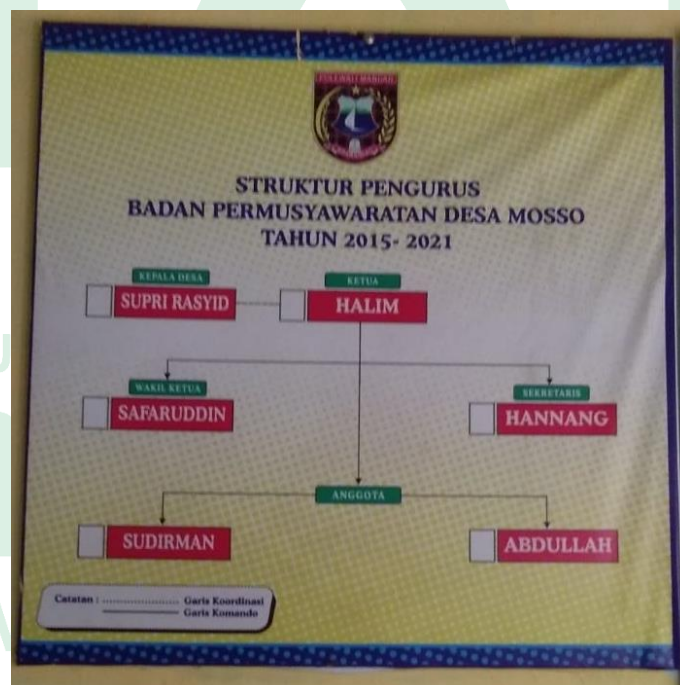 POLEWALI MANDAR
STRUKTUR PENGURUS
BADAN PERMUSYAWARATAN DESA MOSSO
TAHUN 2015- 2021
KEPALA DESA
SUPRI RASYID
KETUA
HALIM
WAKIL KETUA
SAFARUDDIN
SEKRETARIS
HANNANG
ANGGOTA
SUDIRMAN
ABDULLAH
Catatan : .................... Garis Koordinasi
Garis Komando